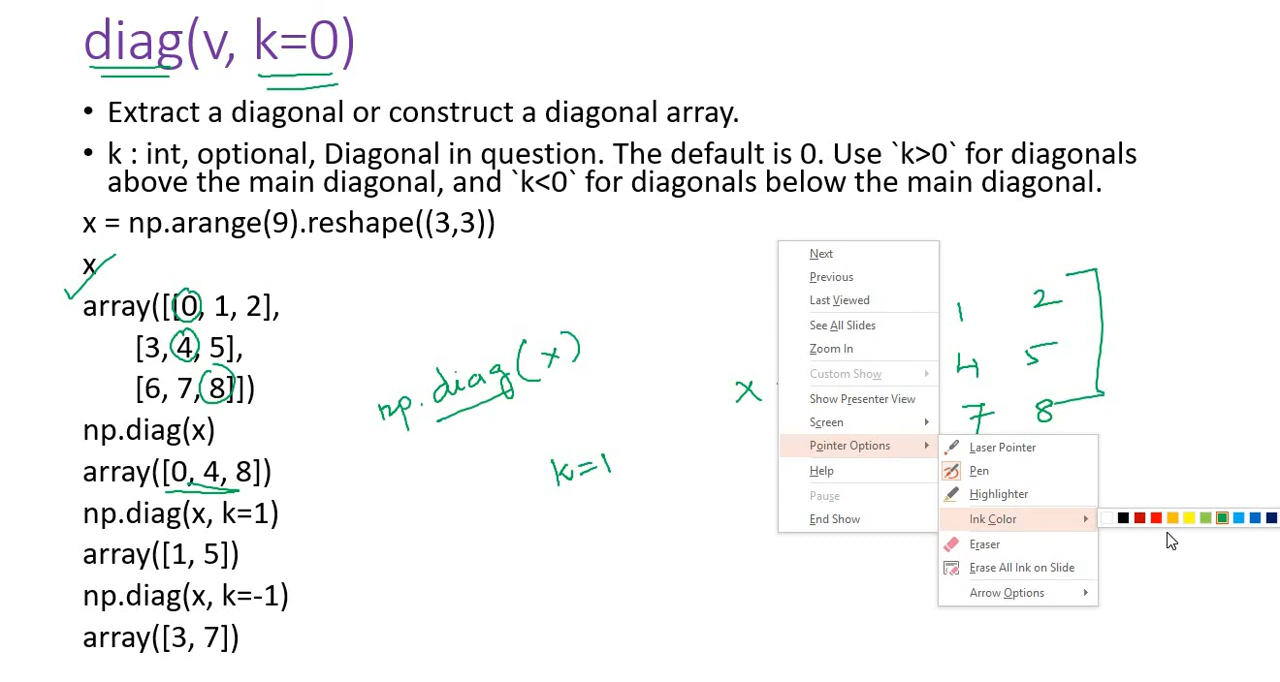 diag(v, k=0)
• Extract a diagonal or construct a diagonal array.
• k : int, optional, Diagonal in question. The default is 0. Use `k>0` for diagonals
above the main diagonal, and `k<0` for diagonals below the main diagonal.
x = np.arange(9).reshape((3,3))
x
array([[0, 1, 2],
[3, 4, 5],
[6, 7, 8]])
np.diag(x)
array([0, 4, 8])
np.diag(x, k=1)
array([1, 5])
np.diag(x, k=-1)
array([3, 7])
np.diag(x)
k=1
x
1 2
4 5
7 8
Next
Previous
Last Viewed
See All Slides
Zoom In
Custom Show
Show Presenter View
Screen
Pointer Options
Help
Pause
End Show
Laser Pointer
Pen
Highlighter
Ink Color
Eraser
Erase All Ink on Slide
Arrow Options